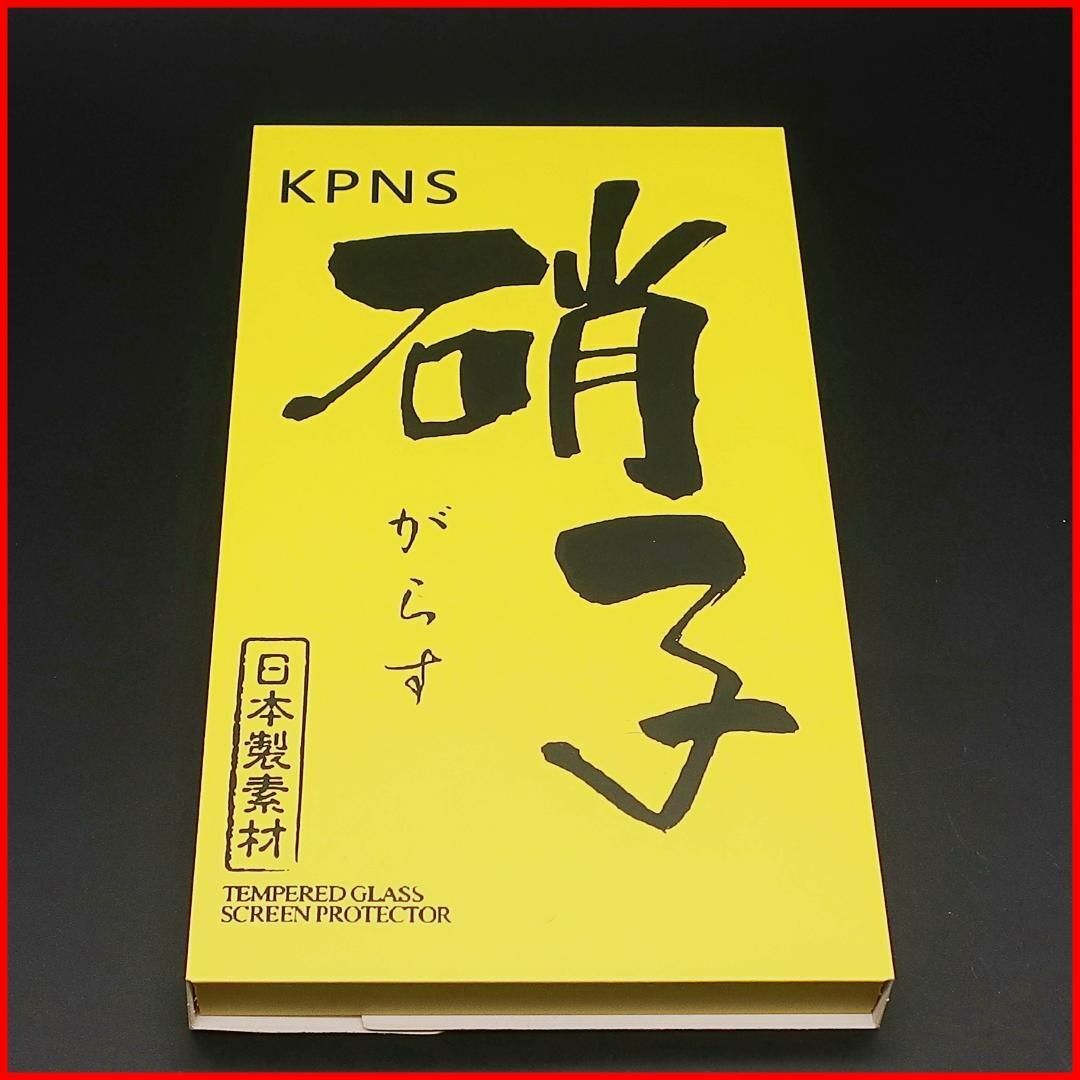 KPNS
硝子
がらす
日本製素材
TEMPERED GLASS
SCREEN PROTECTOR